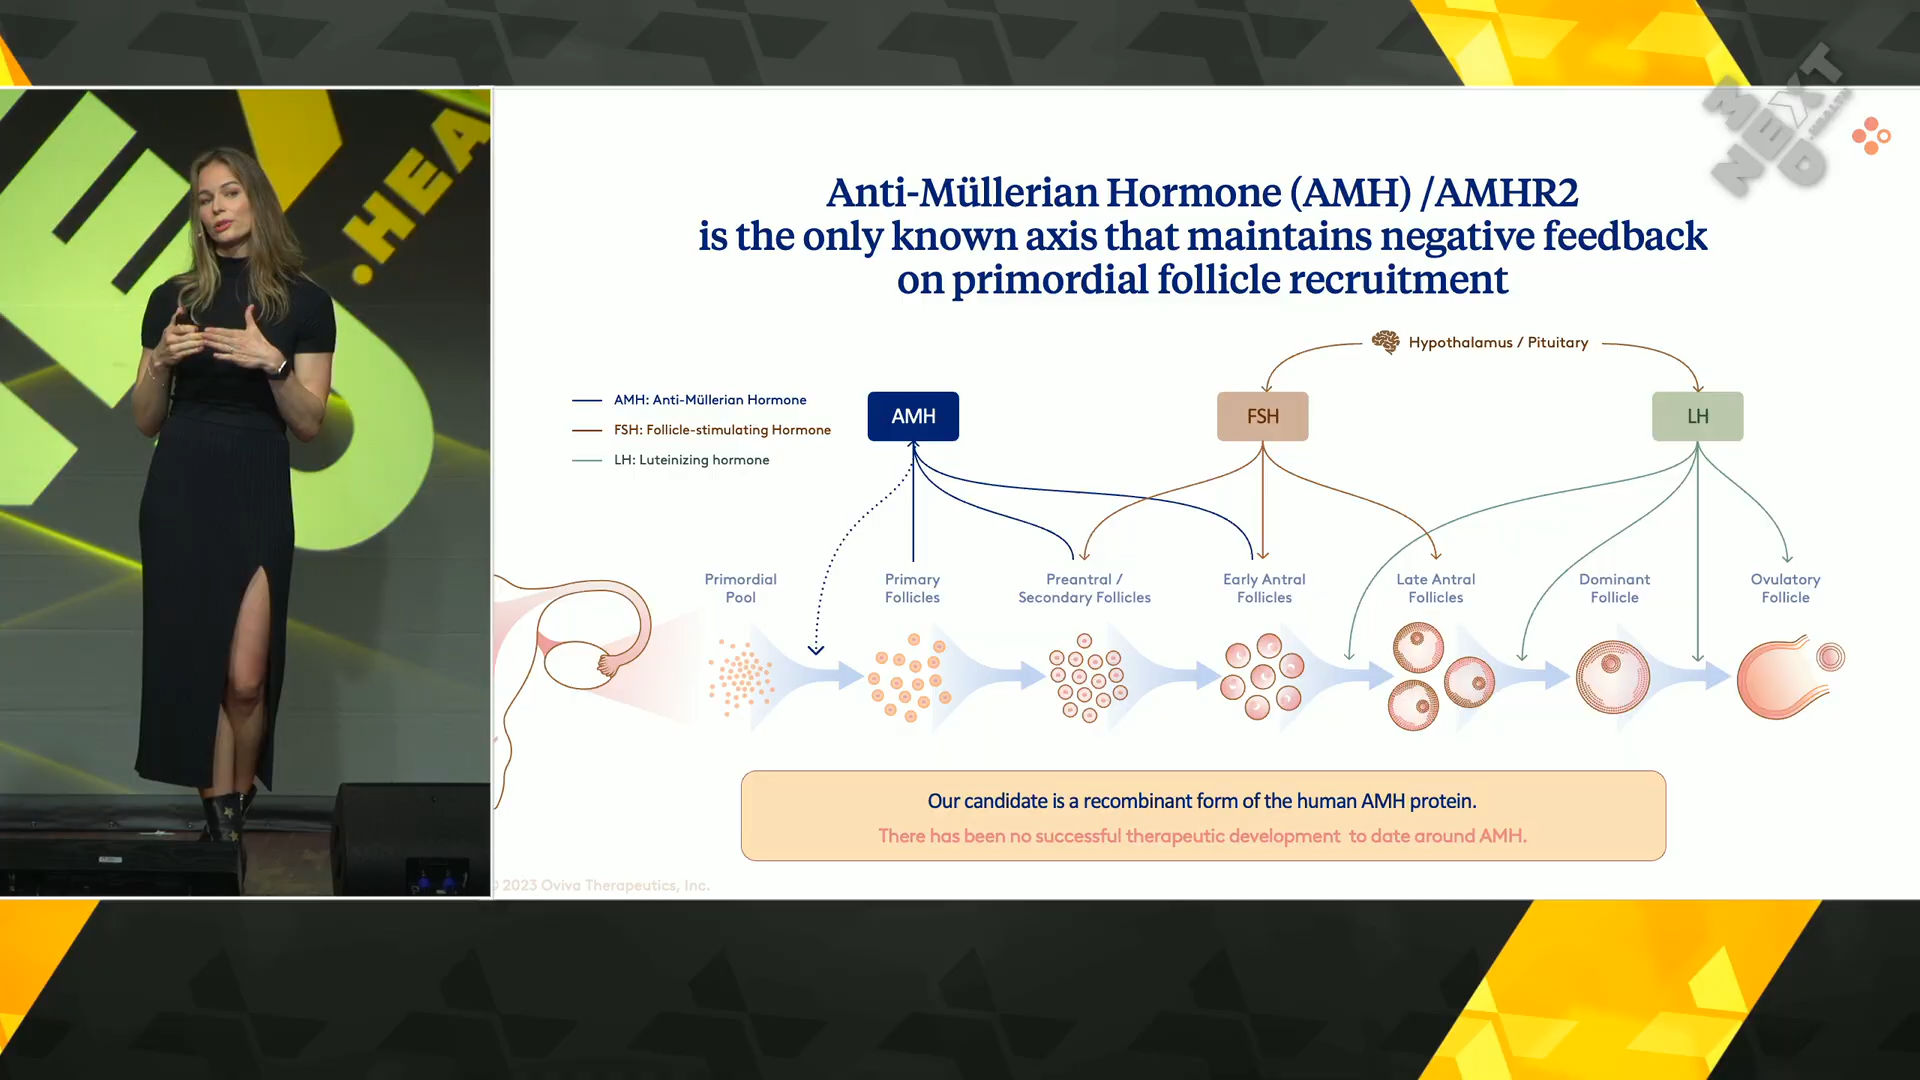 .HEA
MEXT
ND
.HEALTH
Anti-Müllerian Hormone (AMH) /AMHR2
is the only known axis that maintains negative feedback
on primordial follicle recruitment
Hypothalamus / Pituitary
AMH: Anti-Müllerian Hormone
FSH: Follicle-stimulating Hormone
LH: Luteinizing hormone
AMH
FSH
LH
Primordial
Pool
Primary
Follicles
Preantral /
Secondary Follicles
Early Antral
Follicles
Late Antral
Follicles
Dominant
Follicle
Ovulatory
Follicle
Our candidate is a recombinant form of the human AMH protein.
There has been no successful therapeutic development to date around AMH.
© 2023 Oviva Therapeutics, Inc.